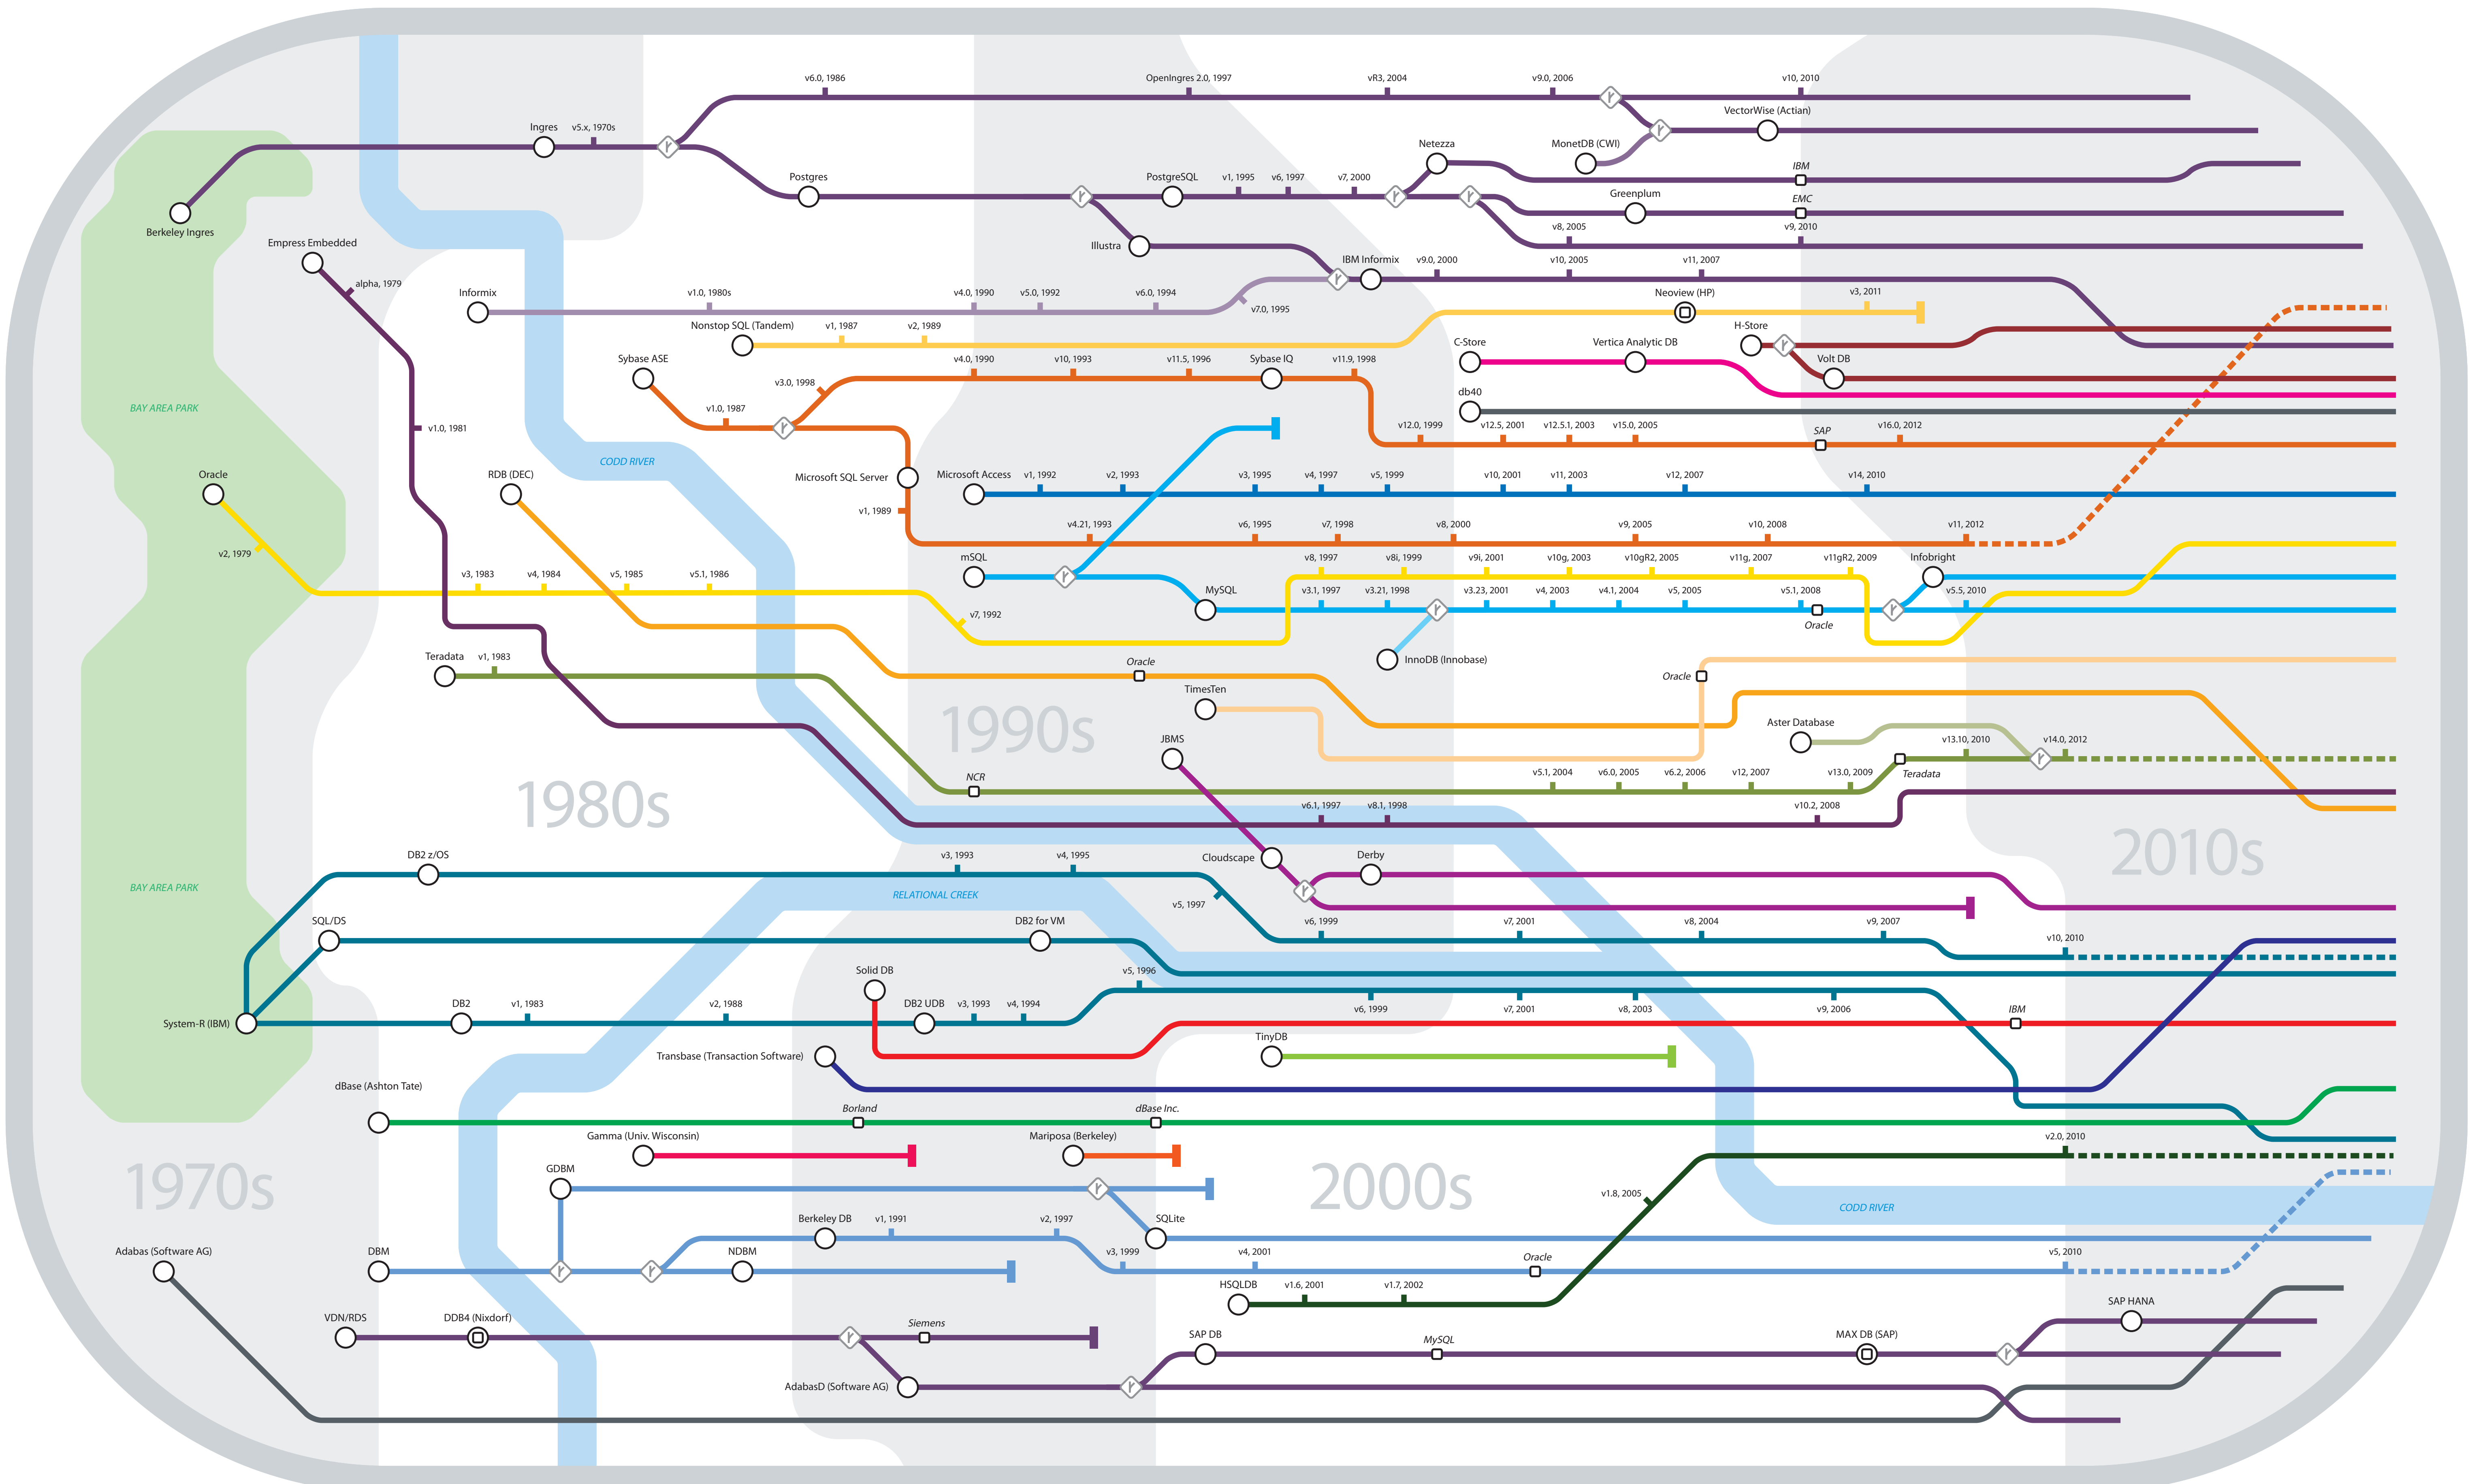 v6.0, 1986
OpenIngres 2.0, 1997
vR3, 2004
v9.0, 2006
v10, 2010
VectorWise (Actian)
Ingres
v5.x, 1970s
Netezza
MonetDB (CWI)
IBM
Postgres
PostgreSQL
v1, 1995
v6, 1997
v7, 2000
Greenplum
EMC
Berkeley Ingres
v8, 2005
v9, 2010
Empress Embedded
Illustra
IBM Informix
v9.0, 2000
v10, 2005
v11, 2007
alpha, 1979
Informix
v1.0, 1980s
v4.0, 1990
v5.0, 1992
v6.0, 1994
v7.0, 1995
Neoview (HP)
v3, 2011
Nonstop SQL (Tandem)
v1, 1987
v2, 1989
H-Store
C-Store
Vertica Analytic DB
Volt DB
Sybase ASE
v3.0, 1998
v4.0, 1990
v10, 1993
v11.5, 1996
Sybase IQ
v11.9, 1998
db40
BAY AREA PARK
v1.0, 1987
v1.0, 1981
v12.0, 1999
v12.5, 2001
v12.5.1, 2003
v15.0, 2005
SAP
v16.0, 2012
CODD RIVER
Oracle
RDB (DEC)
Microsoft SQL Server
Microsoft Access
v1, 1992
v2, 1993
v3, 1995
v4, 1997
v5, 1999
v10, 2001
v11, 2003
v12, 2007
v14, 2010
v1, 1989
v4.21, 1993
v6, 1995
v7, 1998
v8, 2000
v9, 2005
v10, 2008
v11, 2012
v2, 1979
mSQL
v8, 1997
v8i, 1999
v9i, 2001
v10g, 2003
v10gR2, 2005
v11g, 2007
v11gR2, 2009
Infobright
v3, 1983
v4, 1984
v5, 1985
v5.1, 1986
v7, 1992
MySQL
v3.1, 1997
v3.21, 1998
v3.23, 2001
v4, 2003
v4.1, 2004
v5, 2005
v5.1, 2008
Oracle
v5.5, 2010
Teradata
v1, 1983
Oracle
InnoDB (Innobase)
Oracle
TimesTen
1990s
JBMS
Aster Database
v13.10, 2010
v14.0, 2012
NCR
v5.1, 2004
v6.0, 2005
v6.2, 2006
v12, 2007
v13.0, 2009
Teradata
1980s
v6.1, 1997
v8.1, 1998
v10.2, 2008
2010s
DB2 z/OS
v3, 1993
v4, 1995
Cloudscape
Derby
BAY AREA PARK
RELATIONAL CREEK
v5, 1997
SQL/DS
DB2 for VM
v6, 1999
v7, 2001
v8, 2004
v9, 2007
v10, 2010
Solid DB
v5, 1996
System-R (IBM)
DB2
v1, 1983
v2, 1988
DB2 UDB
v3, 1993
v4, 1994
v6, 1999
v7, 2001
v8, 2003
v9, 2006
IBM
Transbase (Transaction Software)
TinyDB
dBase (Ashton Tate)
Borland
dBase Inc.
Gamma (Univ. Wisconsin)
Mariposa (Berkeley)
v2.0, 2010
1970s
GDBM
2000s
v1.8, 2005
CODD RIVER
Berkeley DB
v1, 1991
v2, 1997
SQLite
Adabas (Software AG)
DBM
NDBM
v3, 1999
v4, 2001
Oracle
v5, 2010
HSQLDB
v1.6, 2001
v1.7, 2002
SAP HANA
VDN/RDS
DDB4 (Nixdorf)
Siemens
SAP DB
MySQL
MAX DB (SAP)
AdabasD (Software AG)